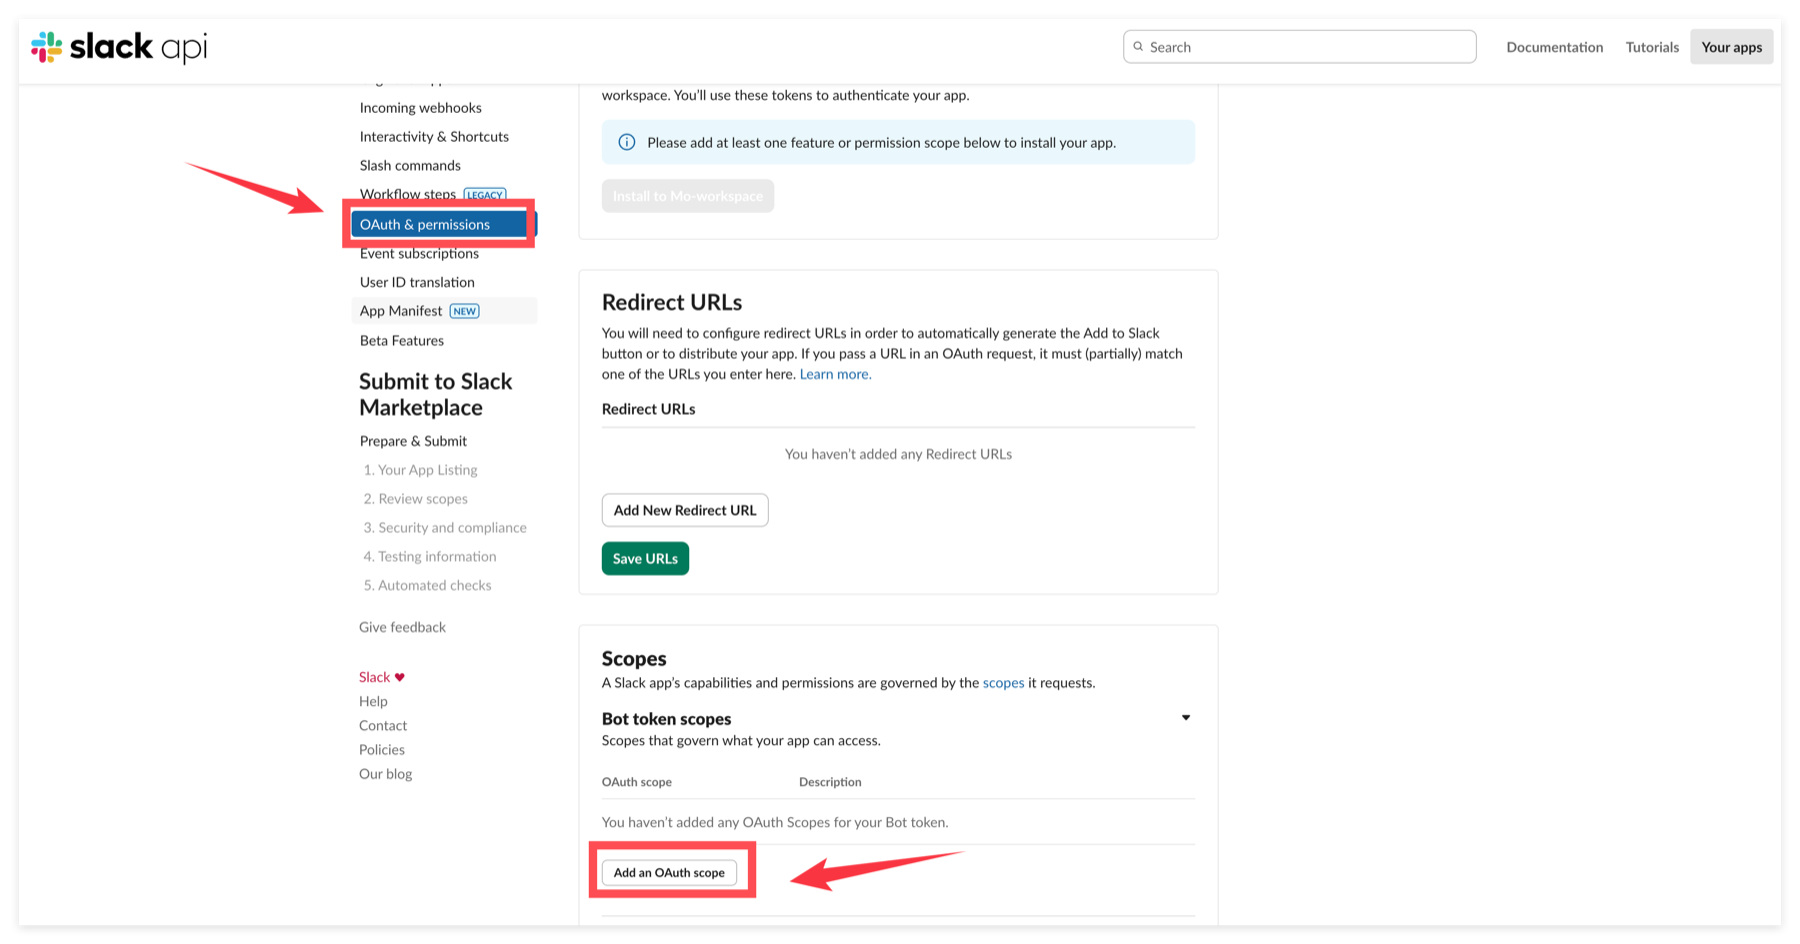 slack api
Search
Documentation
Tutorials
Your apps
Incoming webhooks
Interactivity & Shortcuts
Slash commands
Workflow steps LEGACY
OAuth & permissions
Event subscriptions
User ID translation
App Manifest NEW
Beta Features
Submit to Slack
Marketplace
Prepare & Submit
1. Your App Listing
2. Review scopes
3. Security and compliance
4. Testing information
5. Automated checks
Give feedback
Slack
Help
Contact
Policies
Our blog
workspace. You’ll use these tokens to authenticate your app.
Please add at least one feature or permission scope below to install your app.
Install to Mo-workspace
Redirect URLs
You will need to configure redirect URLs in order to automatically generate the Add to Slack
button or to distribute your app. If you pass a URL in an OAuth request, it must (partially) match
one of the URLs you enter here. Learn more.
Redirect URLs
You haven’t added any Redirect URLs
Add New Redirect URL
Save URLs
Scopes
A Slack app’s capabilities and permissions are governed by the scopes it requests.
Bot token scopes
Scopes that govern what your app can access.
OAuth scope
Description
You haven’t added any OAuth Scopes for your Bot token.
Add an OAuth scope